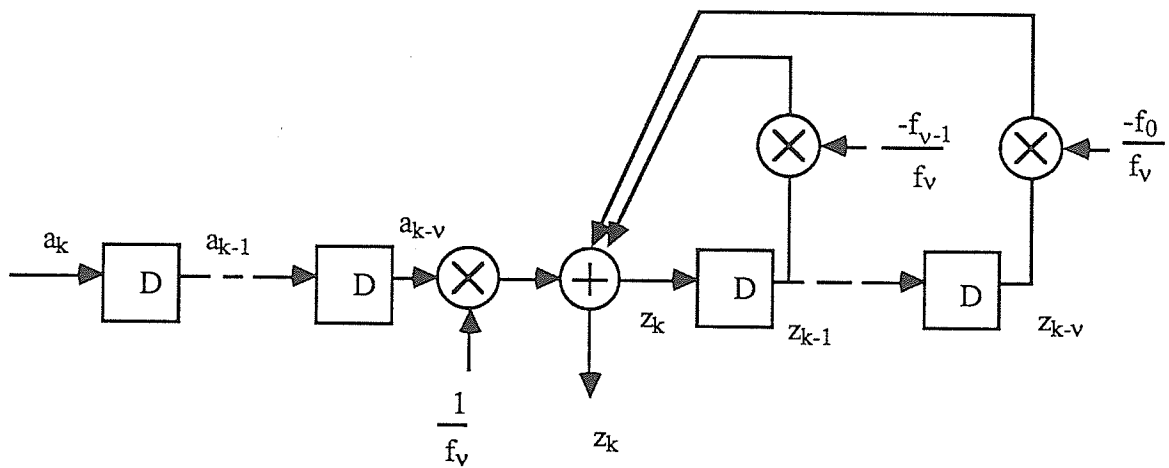 -f_{ν-1}
f_ν
-f_0
f_ν
a_k
D
a_{k-1}
D
a_{k-ν}
z_k
D
z_{k-1}
D
z_{k-ν}
1
f_ν
z_k